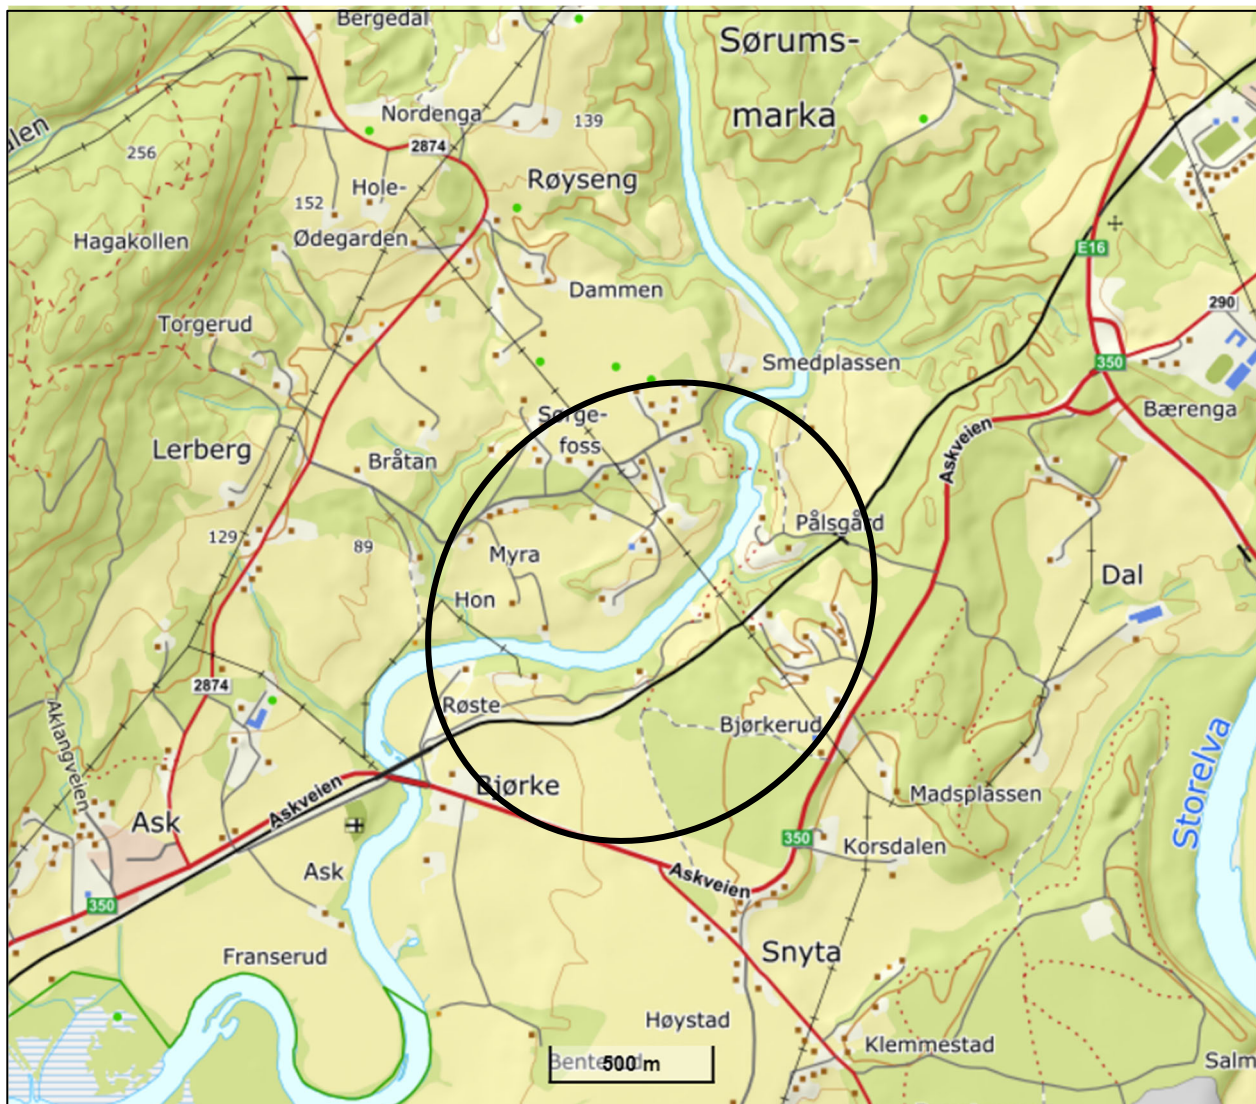 Bergedal
Sørums-
marka
Nordenga
139
2874
256
Røyseng
Hole-
152
Hagakollen
Ødegarden
E16
Dammen
290
Torgerud
Smedplassen
350
Bærenga
Sørge-
foss
Askveien
Lerberg
Bråtan
Pålsgård
129
89
Myra
Dal
Hon
2874
Røste
Bjørkerud
Aklangveien
Storelva
Bjørke
Askveien
Madsplassen
Ask
350
Korsdalen
Ask
Askveien
350
Snyta
Franserud
Høystad
Klemmestad
500 m
Salm